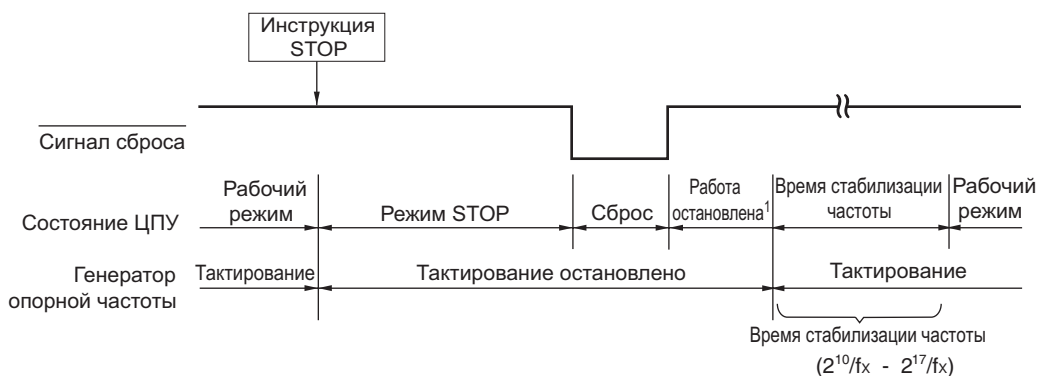 Инструкция
STOP
Сигнал сброса
Состояние ЦПУ
Рабочий
режим
Режим STOP
Сброс
Работа
остановлена¹
Время стабилизации
частоты
Рабочий
режим
Генератор
опорной частоты
Тактирование
Тактирование остановлено
Тактирование
Время стабилизации частоты
(2¹⁰/fx - 2¹⁷/fx)